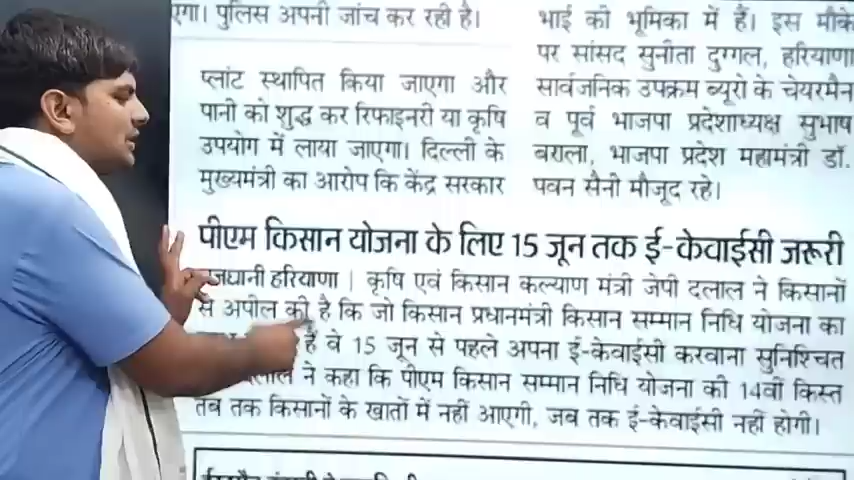 एगा। पुलिस अपनी जांच कर रही है।
प्लांट स्थापित किया जाएगा और
पानी को शुद्ध कर रिफाइनरी या कृषि
उपयोग में लाया जाएगा। दिल्ली के
मुख्यमंत्री का आरोप कि केंद्र सरकार
भाई की भूमिका में हैं। इस मौके
पर सांसद सुनीता दुग्गल, हरियाणा
सार्वजनिक उपक्रम ब्यूरो के चेयरमैन
व पूर्व भाजपा प्रदेशाध्यक्ष सुभाष
बराला, भाजपा प्रदेश महामंत्री डॉ.
पवन सैनी मौजूद रहे।
पीएम किसान योजना के लिए 15 जून तक ई-केवाईसी जरूरी
हरियाणा | कृषि एवं किसान कल्याण मंत्री जेपी दलाल ने किसानों
से अपील की है कि जो किसान प्रधानमंत्री किसान सम्मान निधि योजना का
हैं वे 15 जून से पहले अपना ई-केवाईसी करवाना सुनिश्चित
ने कहा कि पीएम किसान सम्मान निधि योजना की 14वीं किस्त
तब तक किसानों के खातों में नहीं आएगी, जब तक ई-केवाईसी नहीं होगी।